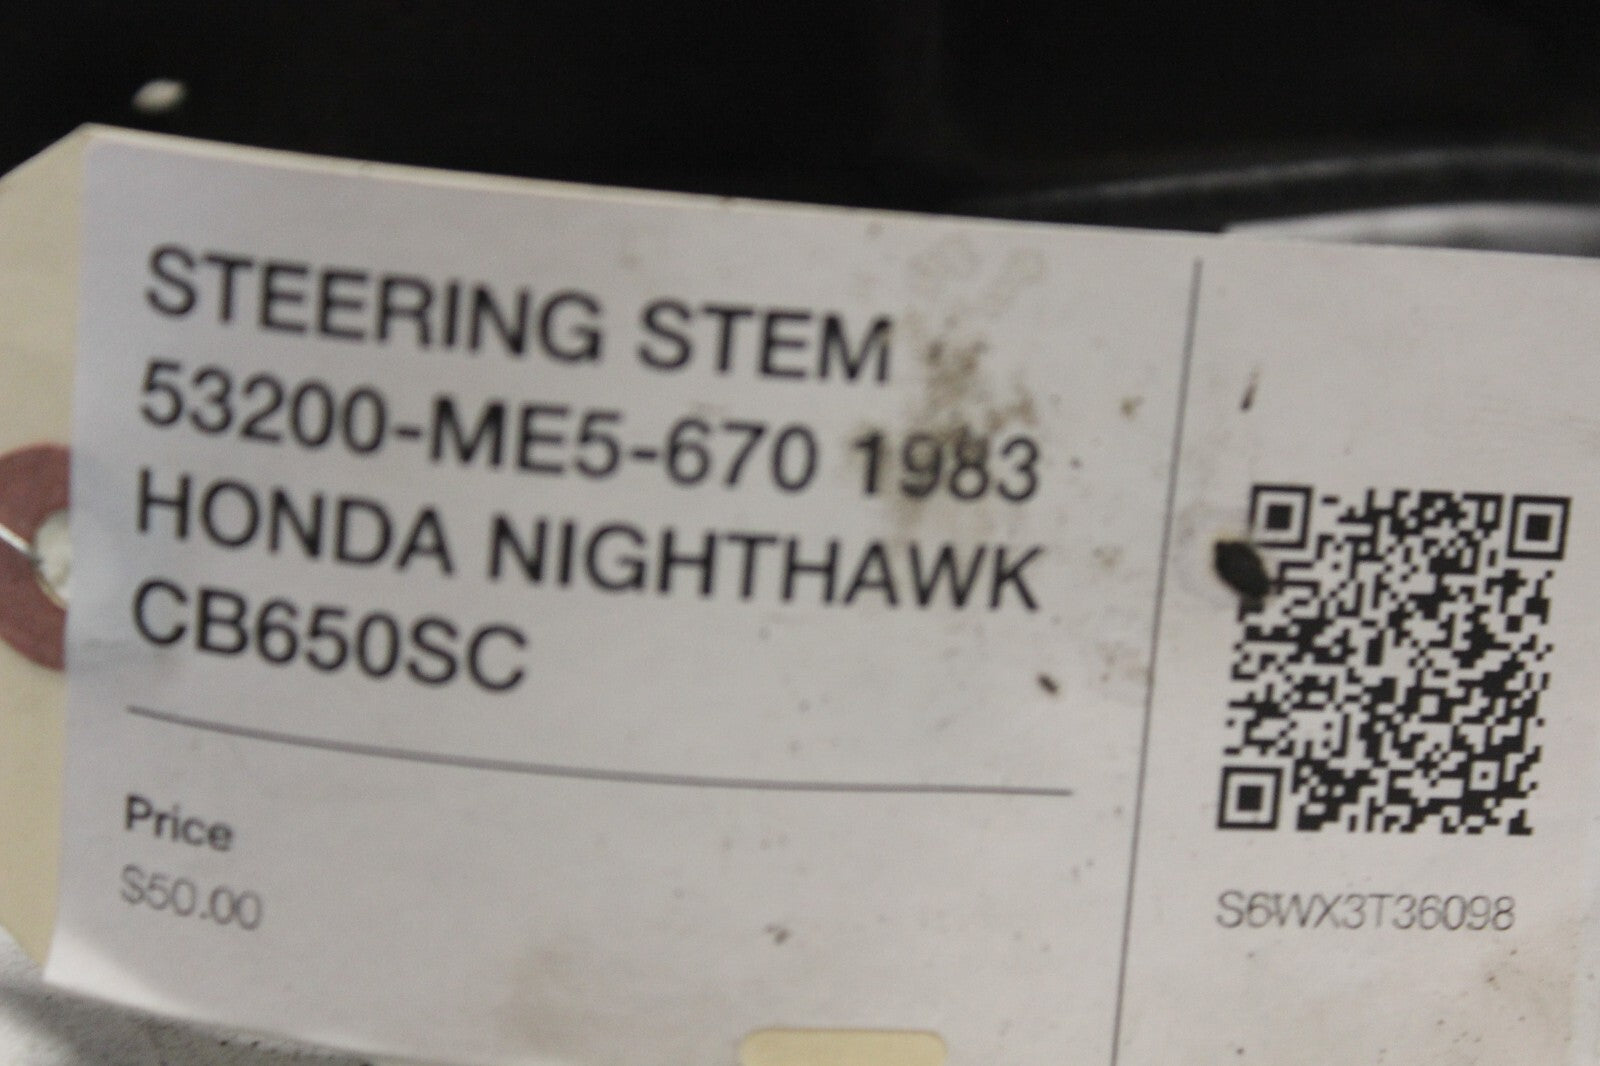 STEERING STEM
53200-ME5-670 1983
HONDA NIGHTHAWK
CB650SC
Price
$50.00
S6WX3T36098